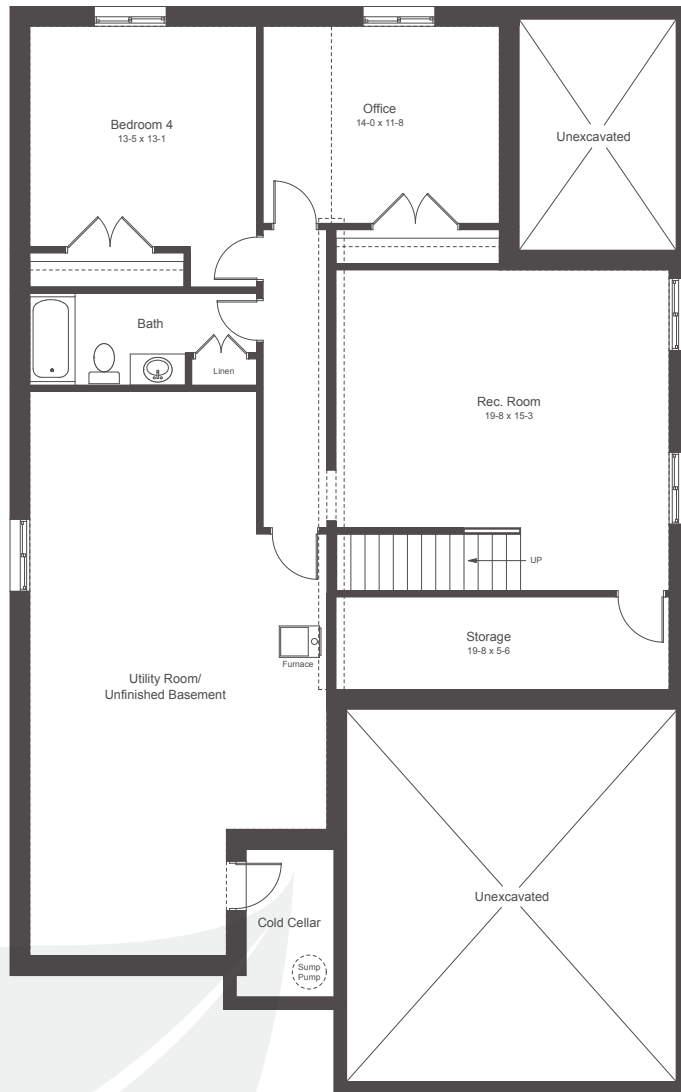 Bedroom 4
13-5 x 13-1
Office
14-0 x 11-8
Unexcavated
Bath
Linen
Rec. Room
19-8 x 15-3
UP
Storage
19-8 x 5-6
Furnace
Utility Room/
Unfinished Basement
Cold Cellar
Sump
Pump
Unexcavated